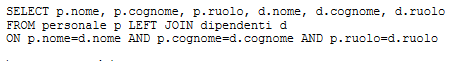 SELECT p.nome, p.cognome, p.ruolo, d.nome, d.cognome, d.ruolo
FROM personale p LEFT JOIN dipendenti d
ON p.nome=d.nome AND p.cognome=d.cognome AND p.ruolo=d.ruolo